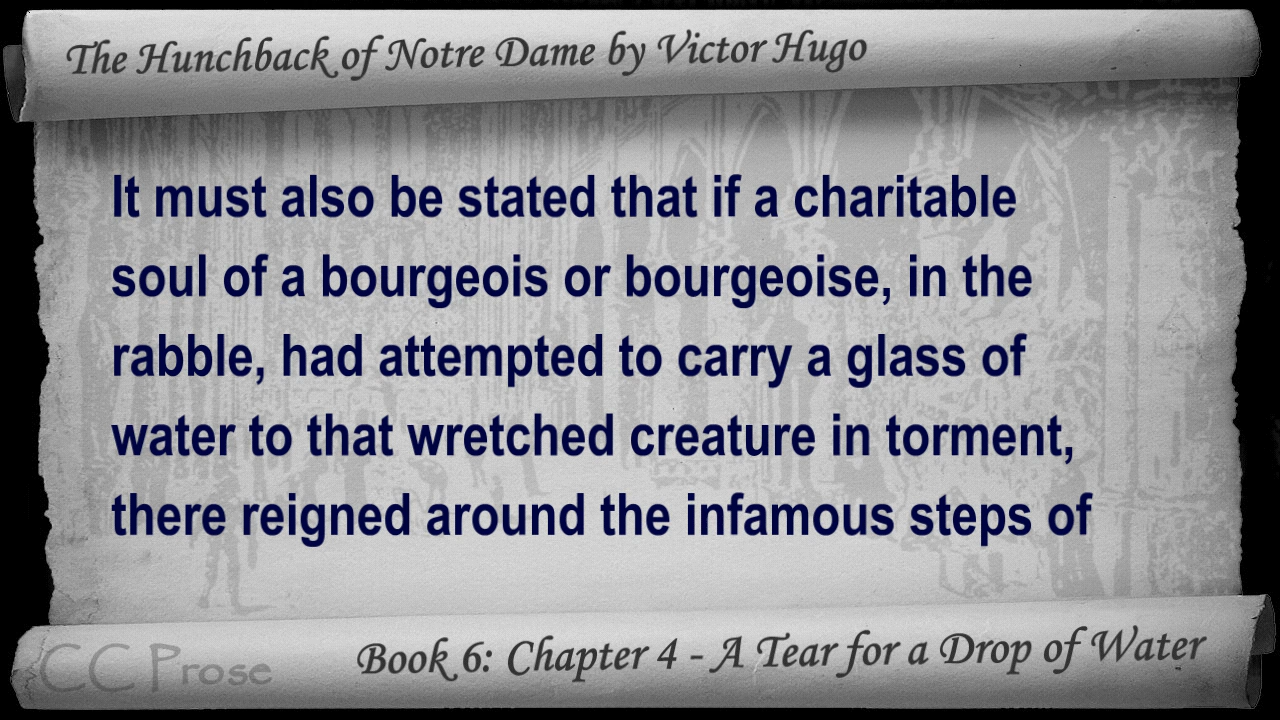 The Hunchback of Notre Dame by Victor Hugo
It must also be stated that if a charitable
soul of a bourgeois or bourgeoise, in the
rabble, had attempted to carry a glass of
water to that wretched creature in torment,
there reigned around the infamous steps of
CC Prose
Book 6: Chapter 4 - A Tear for a Drop of Water